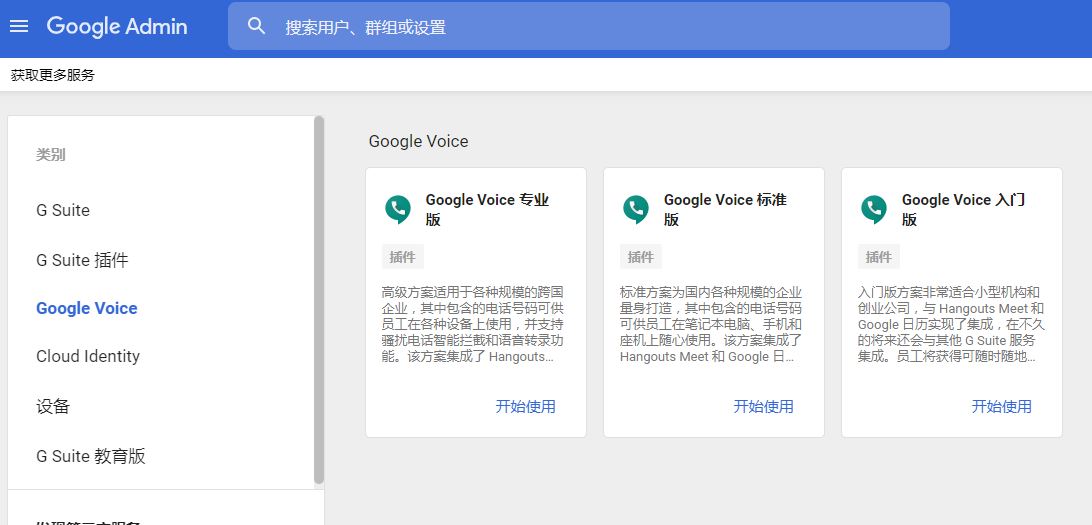 Google Admin
搜索用户、群组或设置
获取更多服务
类别
G Suite
G Suite 插件
Google Voice
Cloud Identity
设备
G Suite 教育版
Google Voice
Google Voice 专业
版
插件
高级方案适用于各种规模的跨国
企业，其中包含的电话号码可供
员工在各种设备上使用，并支持
骚扰电话智能拦截和语音转录功
能。该方案集成了 Hangouts...
开始使用
Google Voice 标准
版
插件
标准方案为国内各种规模的企业
量身打造，其中包含的电话号码
可供员工在笔记本电脑、手机和
座机上随心使用。该方案集成了
Hangouts Meet 和 Google 日...
开始使用
Google Voice 入门
版
插件
入门版方案非常适合小型机构和
创业公司，与 Hangouts Meet 和
Google 日历实现了集成，在不久
的将来还会与其他 G Suite 服务
集成。员工将获得可随时随地...
开始使用